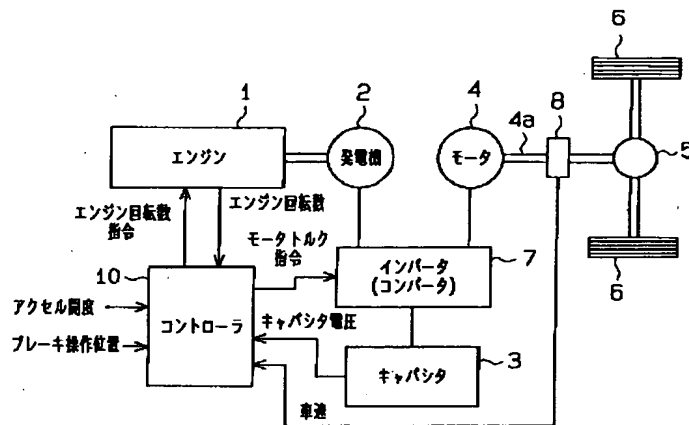 6
1
2
4
4a
8
エンジン
発電機
モータ
5
エンジン回転数
指令
エンジン回転数
モータトルク
指令
10
インバータ
(コンバータ)
7
6
アクセル開度
コントローラ
キャパシタ電圧
ブレーキ操作位置
キャパシタ
3
車速